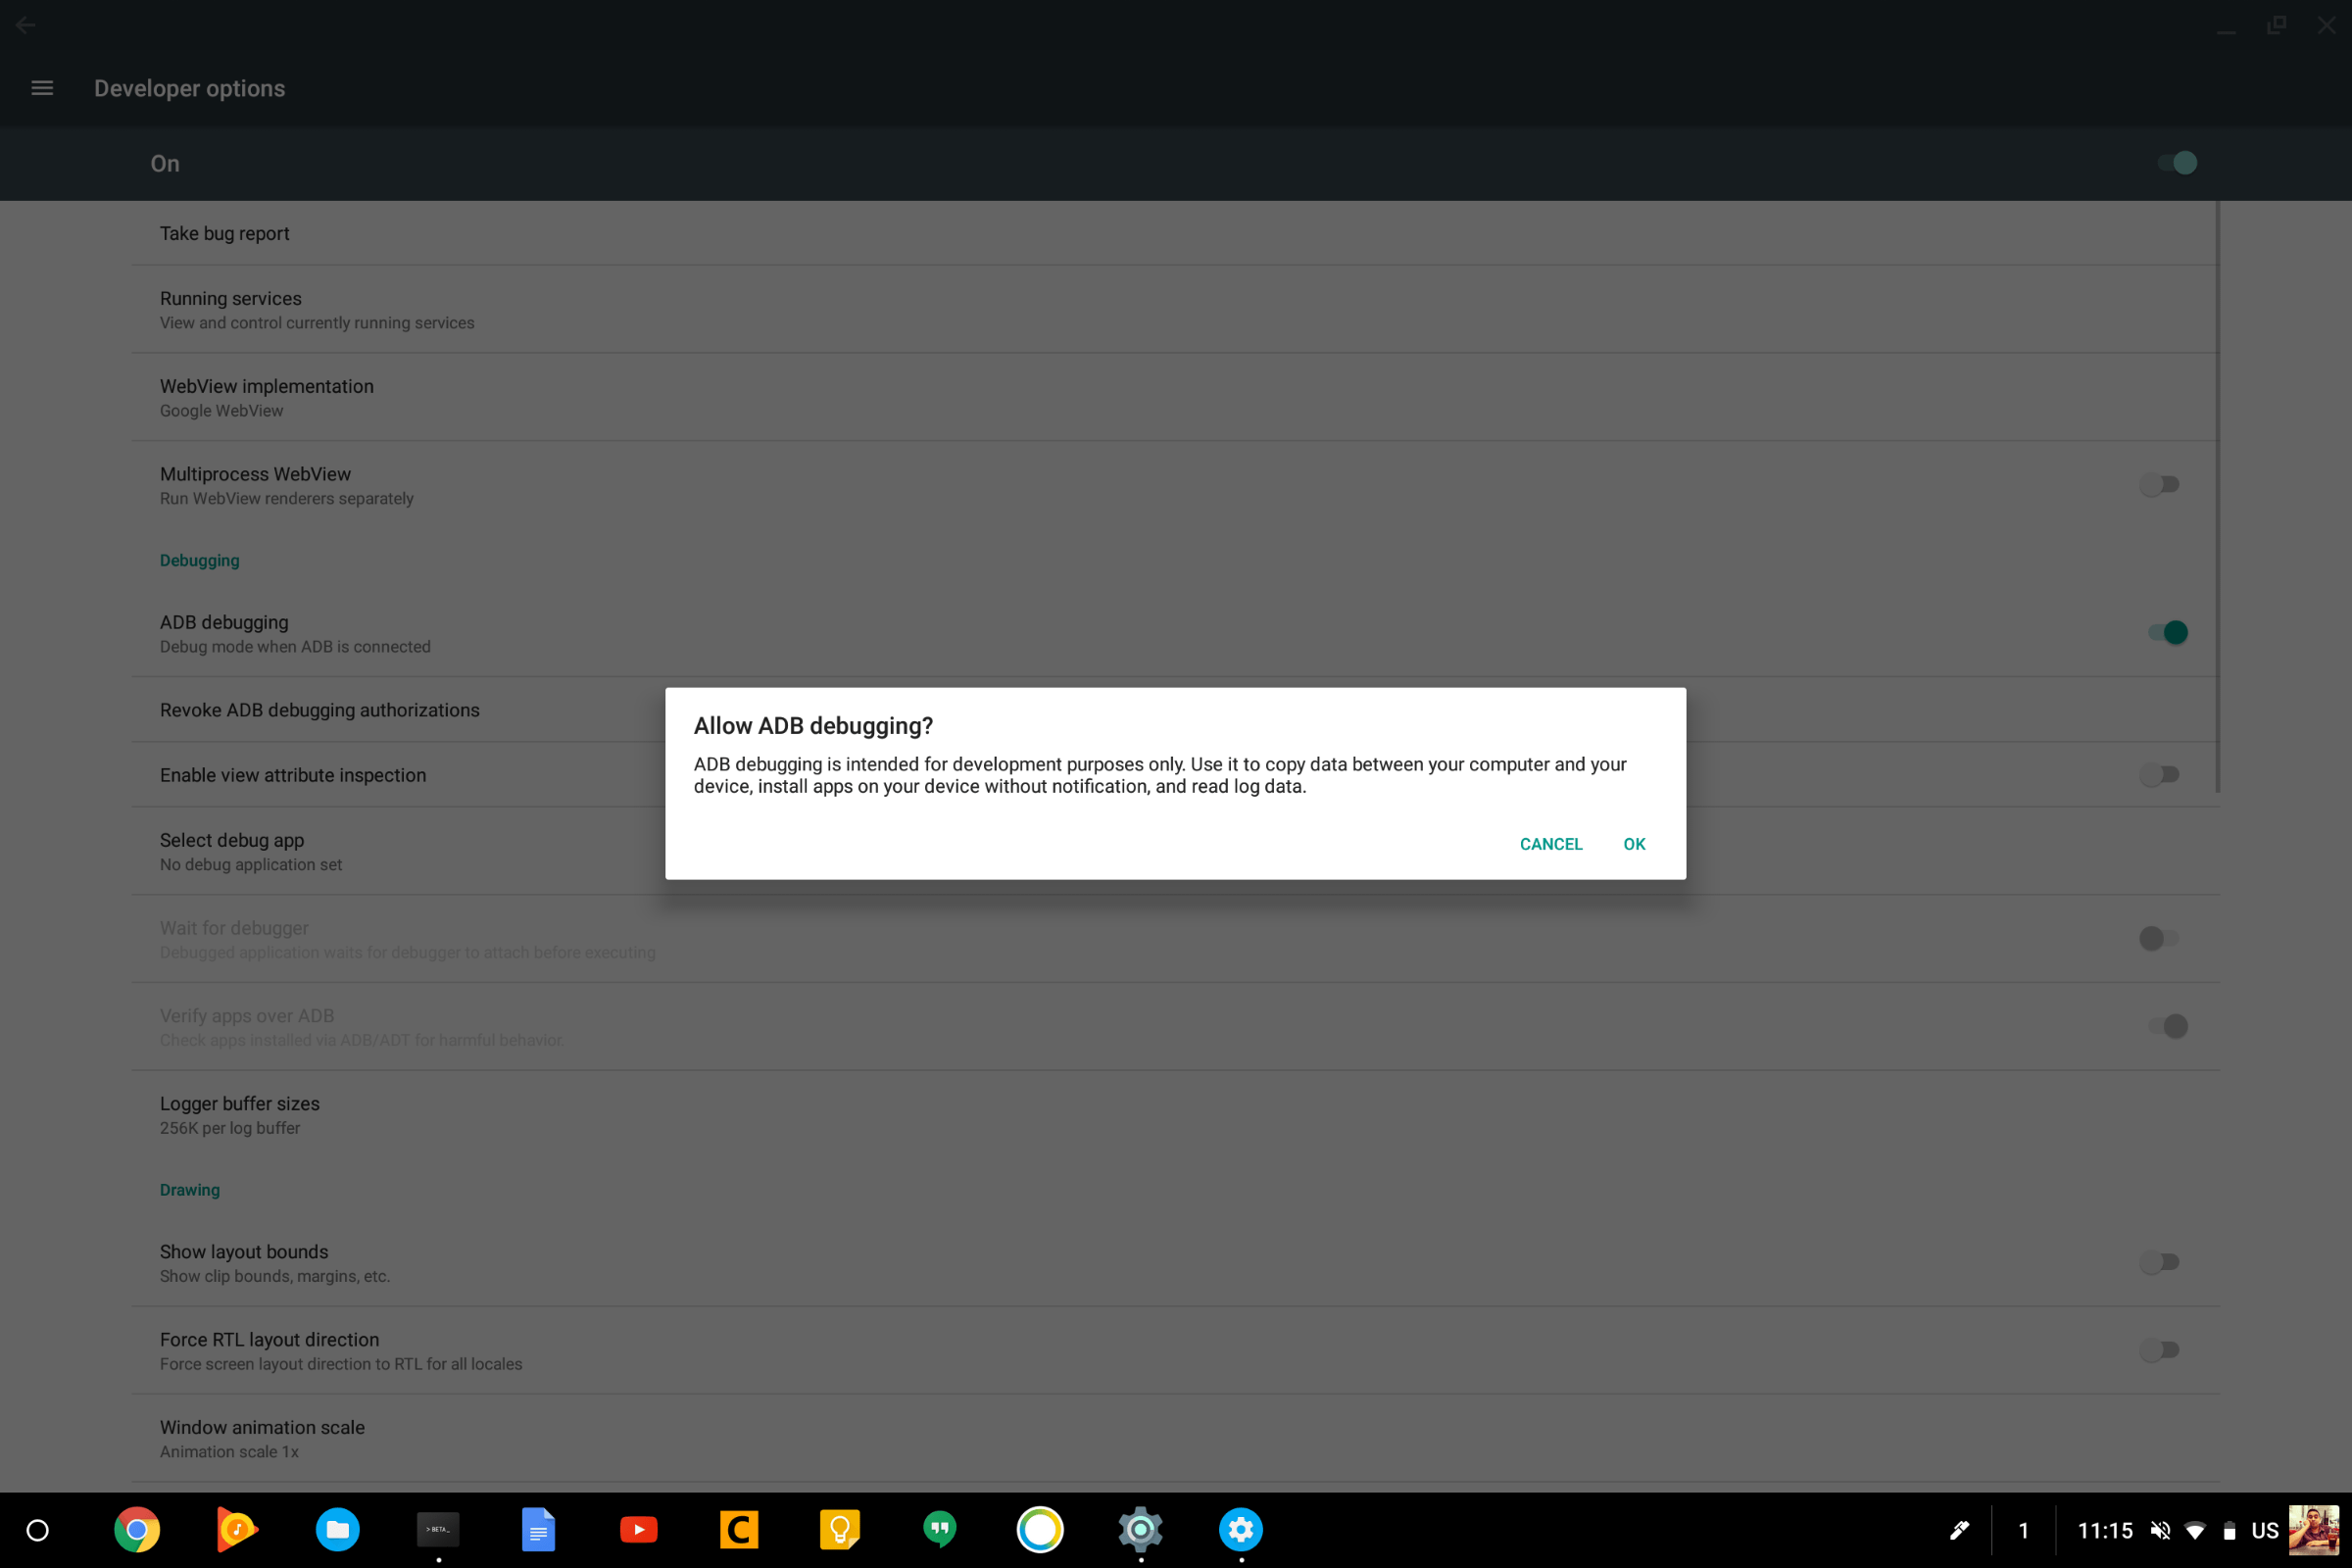 Developer options
On
Take bug report
Running services
View and control currently running services
WebView implementation
Google WebView
Multiprocess WebView
Run WebView renderers separately
Debugging
ADB debugging
Debug mode when ADB is connected
Revoke ADB debugging authorizations
Enable view attribute inspection
Select debug app
No debug application set
Allow ADB debugging?
ADB debugging is intended for development purposes only. Use it to copy data between your computer and your
device, install apps on your device without notification, and read log data.
CANCEL OK
Wait for debugger
Debugged application waits for debugger to attach before executing
Verify apps over ADB
Check apps installed via ADB/ADT for harmful behavior.
Logger buffer sizes
256K per log buffer
Drawing
Show layout bounds
Show clip bounds, margins, etc.
Force RTL layout direction
Force screen layout direction to RTL for all locales
Window animation scale
Animation scale 1x
>BETA_ C 1 11:15 US